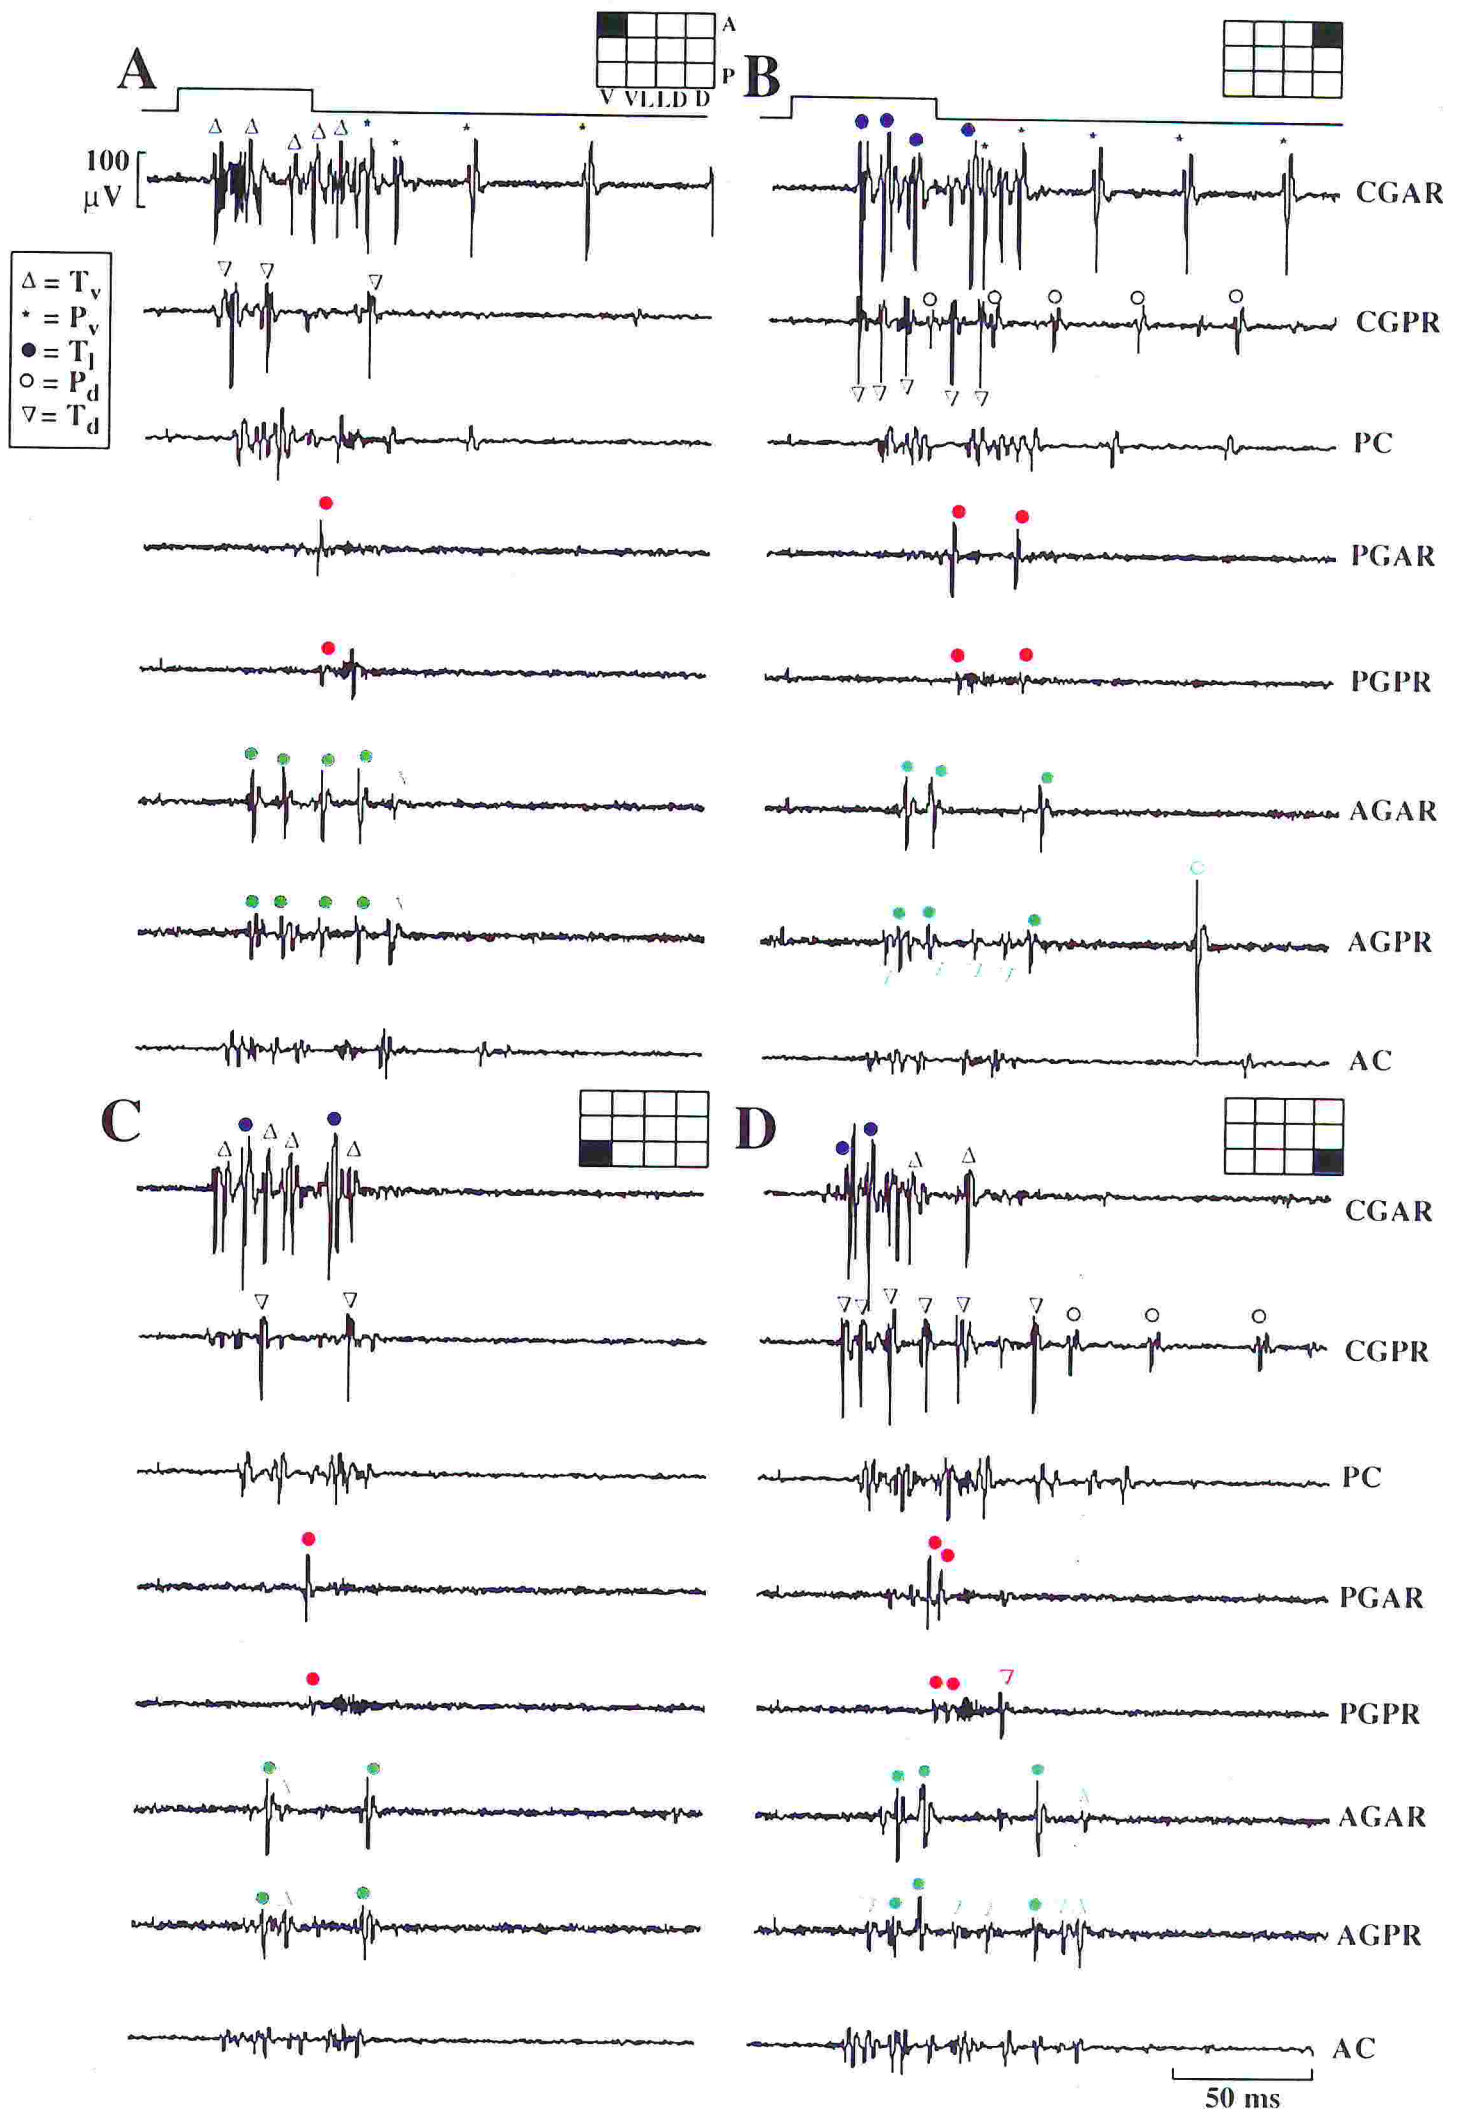 A
A
P
V VL LD D
B
100
μV
CGAR
Δ = Tv
* = Pv
● = Tl
○ = Pd
▽ = Td
CGPR
PC
PGAR
PGPR
AGAR
AGPR
AC
C
D
CGAR
CGPR
PC
PGAR
PGPR
AGAR
AGPR
AC
50 ms